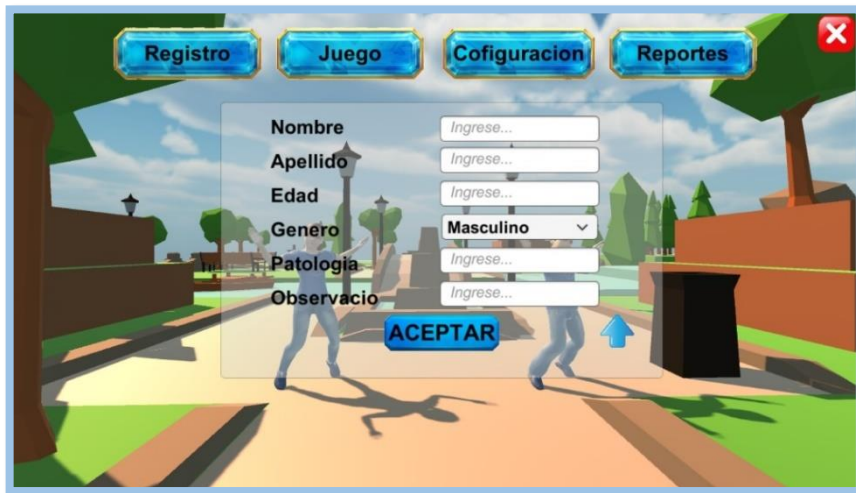 Registro Juego Cofiguracion Reportes
Nombre Ingrese...
Apellido Ingrese...
Edad Ingrese...
Genero Masculino
Patologia Ingrese...
Observacio Ingrese...
ACEPTAR